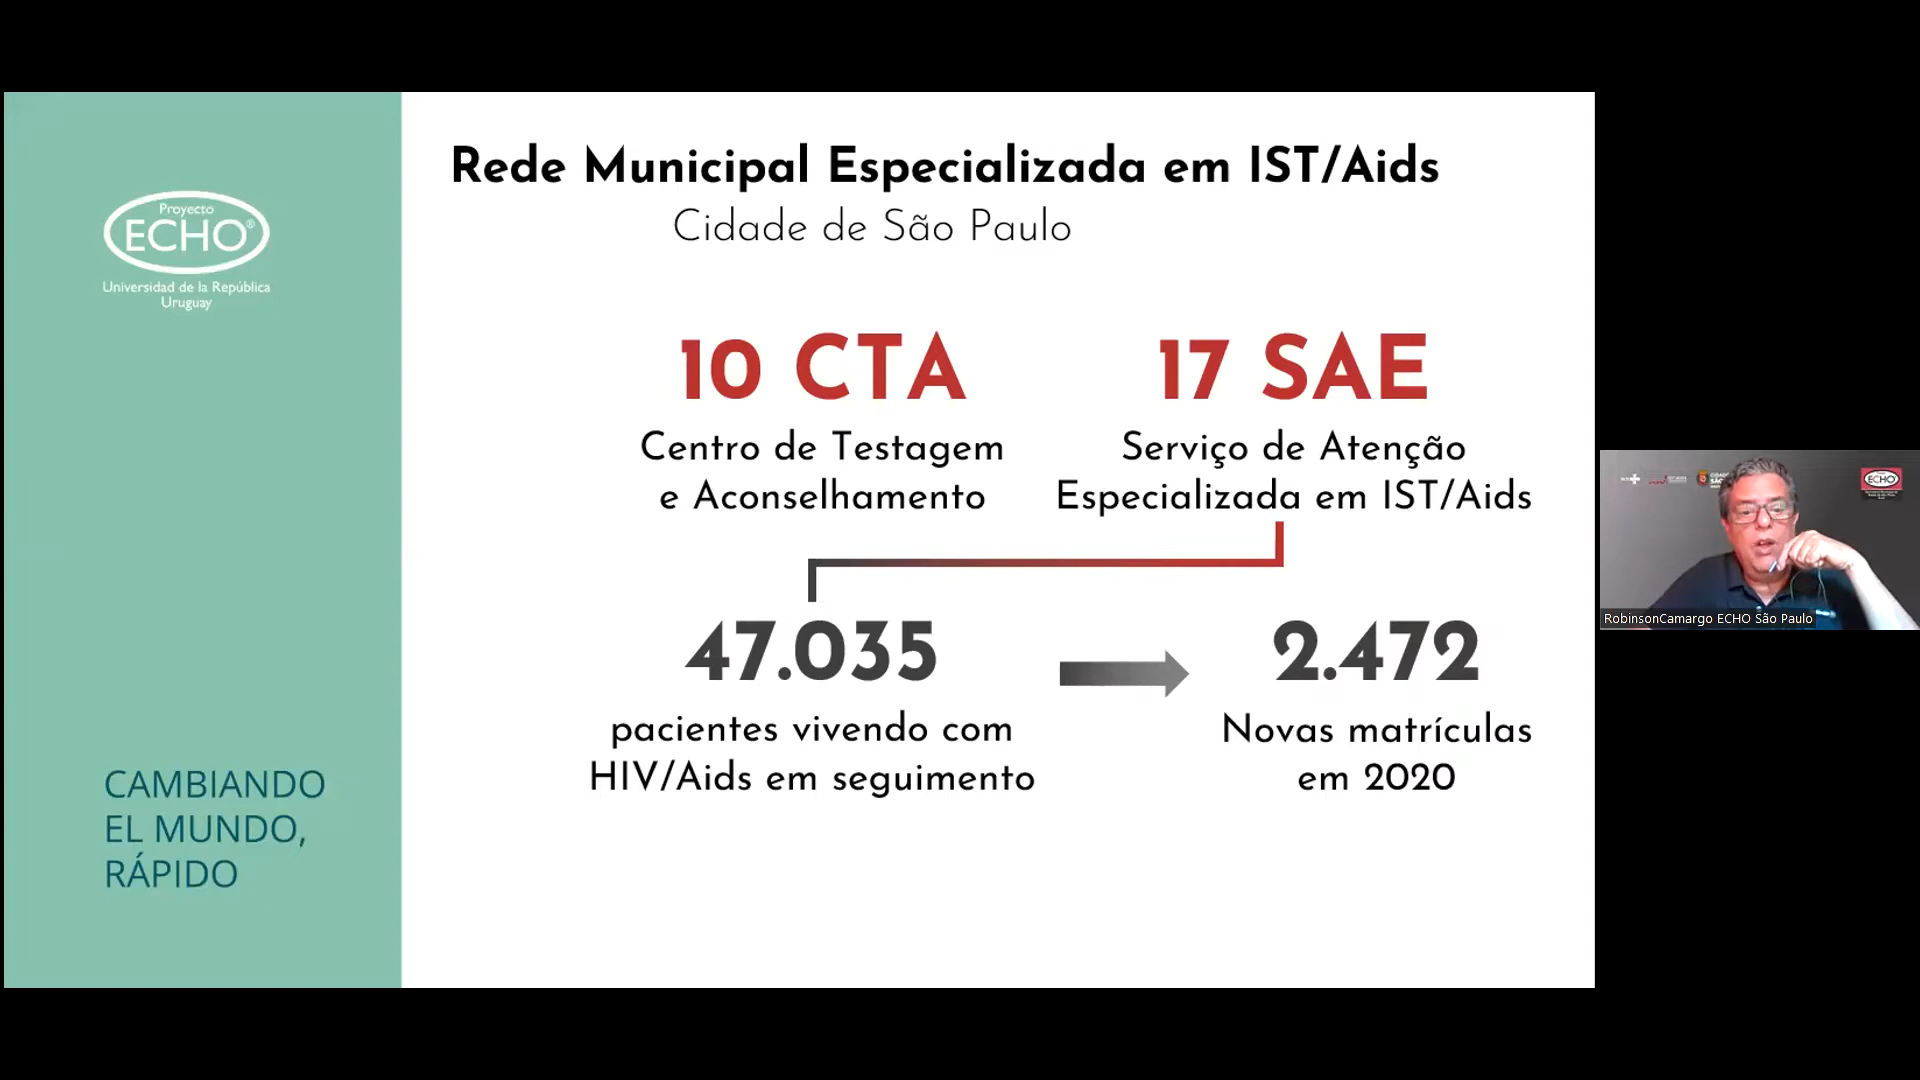 Proyecto
ECHO®
Universidad de la República
Uruguay
CAMBIANDO
EL MUNDO,
RÁPIDO
Rede Municipal Especializada em IST/Aids
Cidade de São Paulo
10 CTA
Centro de Testagem
e Aconselhamento
17 SAE
Serviço de Atenção
Especializada em IST/Aids
47.035
pacientes vivendo com
HIV/Aids em seguimento
2.472
Novas matrículas
em 2020
ECHO
RobinsonCamargo ECHO São Paulo